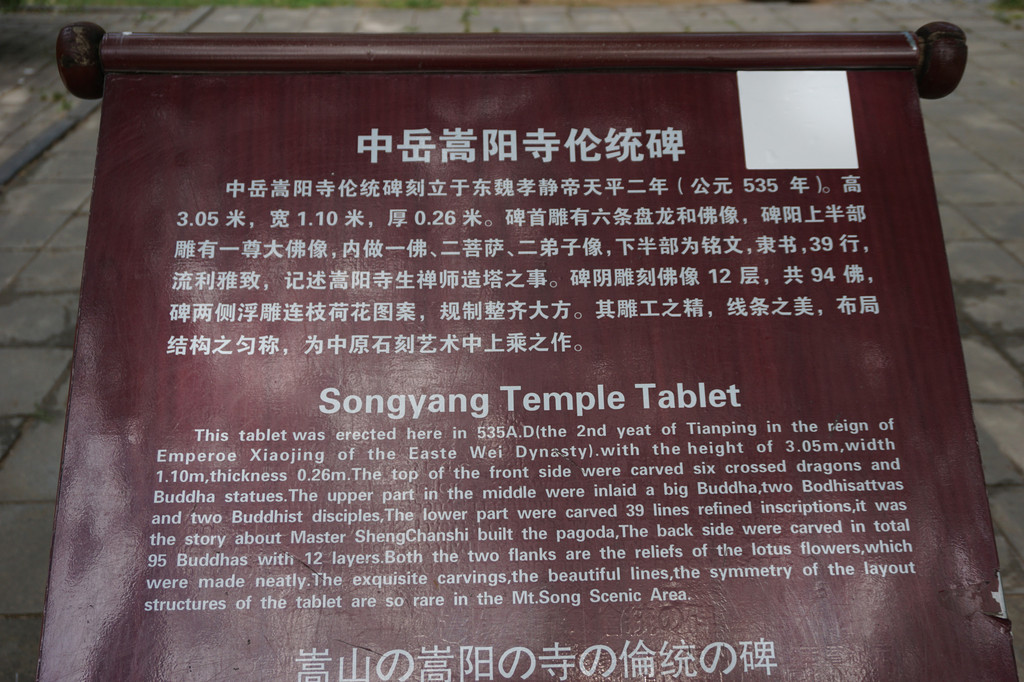 中岳嵩阳寺伦统碑
中岳嵩阳寺伦统碑刻立于东魏孝静帝天平二年（公元 535 年）。高
3.05 米，宽 1.10 米，厚 0.26 米。碑首雕有六条盘龙和佛像，碑阳上半部
雕有一尊大佛像，内做一佛、二菩萨、二弟子像，下半部为铭文，隶书，39 行，
流利雅致，记述嵩阳寺生禅师造塔之事。碑阴雕刻佛像 12 层，共 94 佛，
碑两侧浮雕连枝荷花图案，规制整齐大方。其雕工之精，线条之美，布局
结构之匀称，为中原石刻艺术中上乘之作。
Songyang Temple Tablet
This tablet was erected here in 535A.D(the 2nd yeat of Tianping in the reign of
Emperoe Xiaojing of the Easte Wei Dynasty).with the height of 3.05m,width
1.10m,thickness 0.26m.The top of the front side were carved six crossed dragons and
Buddha statues.The upper part in the middle were inlaid a big Buddha,two Bodhisattvas
and two Buddhist disciples,The lower part were carved 39 lines refined inscriptions,it was
the story about Master ShengChanshi built the pagoda,The back side were carved in total
95 Buddhas with 12 layers.Both the two flanks are the reliefs of the lotus flowers,which
were made neatly.The exquisite carvings,the beautiful lines,the symmetry of the layout
structures of the tablet are so rare in the Mt.Song Scenic Area.
嵩山の嵩阳の寺の倫统の碑